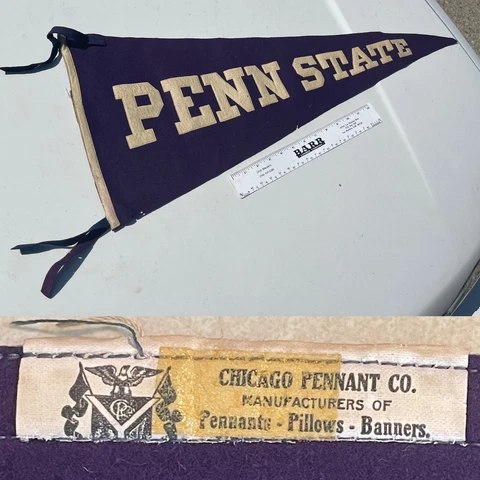 PENN STATE
BARR
CHICAGO PENNANT CO.
MANUFACTURERS OF
Pennants - Pillows - Banners.